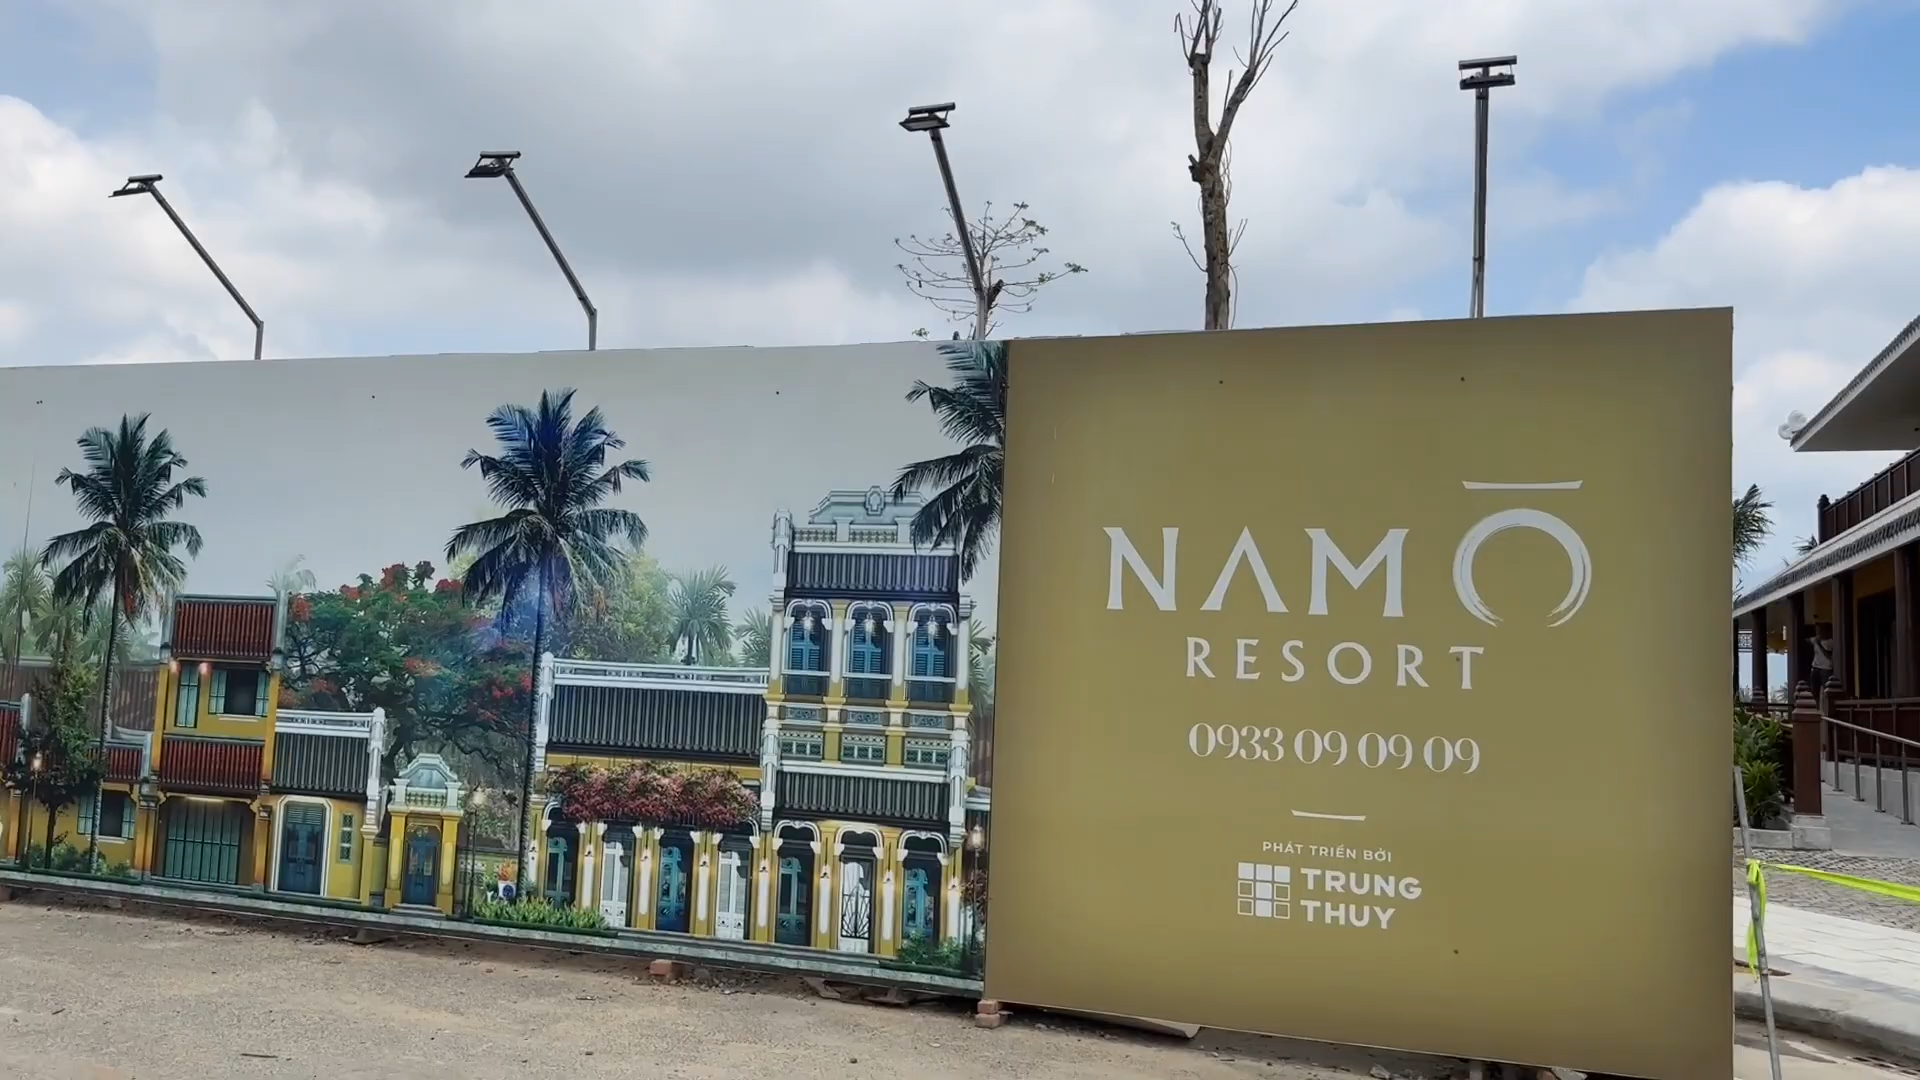 NAM Ō
RESORT
0933 09 09 09
PHÁT TRIỂN BỞI
TRUNG
THUY